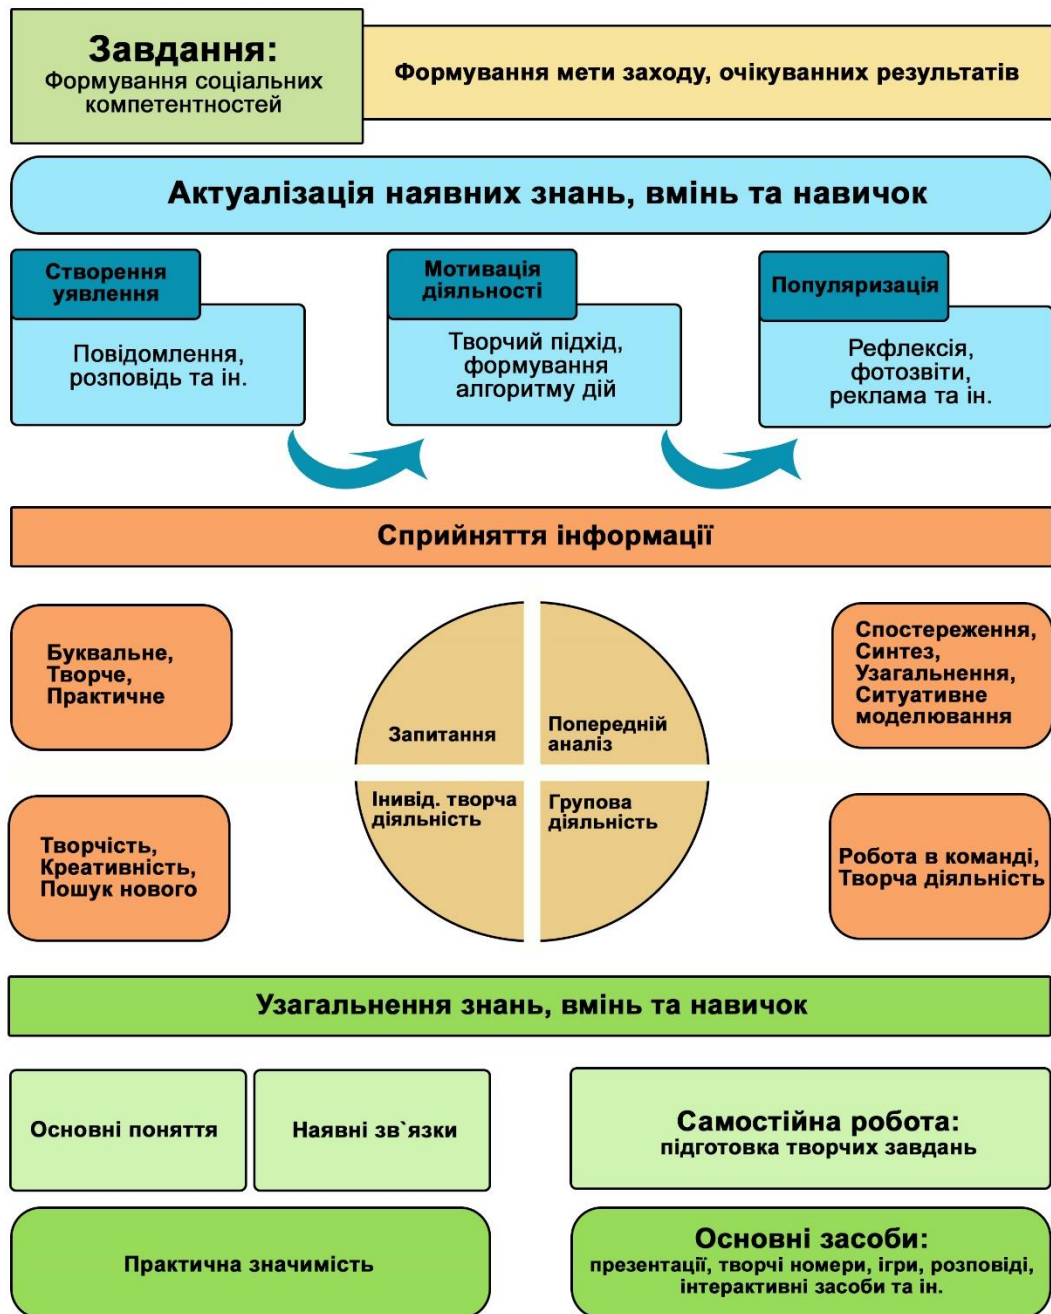 Завдання:
Формування соціальних
компетентностей
Формування мети заходу, очікуванних результатів
Актуалізація наявних знань, вмінь та навичок
Створення
уявлення
Повідомлення,
розповідь та ін.
Мотивація
діяльності
Творчий підхід,
формування
алгоритму дій
Популяризація
Рефлексія,
фотозвіти,
реклама та ін.
Сприйняття інформації
Буквальне,
Творче,
Практичне
Запитання
Попередній
аналіз
Спостереження,
Синтез,
Узагальнення,
Ситуативне
моделювання
Творчість,
Креативність,
Пошук нового
Інивід. творча
діяльність
Групова
діяльність
Робота в команді,
Творча діяльність
Узагальнення знань, вмінь та навичок
Основні поняття
Наявні зв`язки
Самостійна робота:
підготовка творчих завдань
Практична значимість
Основні засоби:
презентації, творчі номери, ігри, розповіді,
інтерактивні засоби та ін.